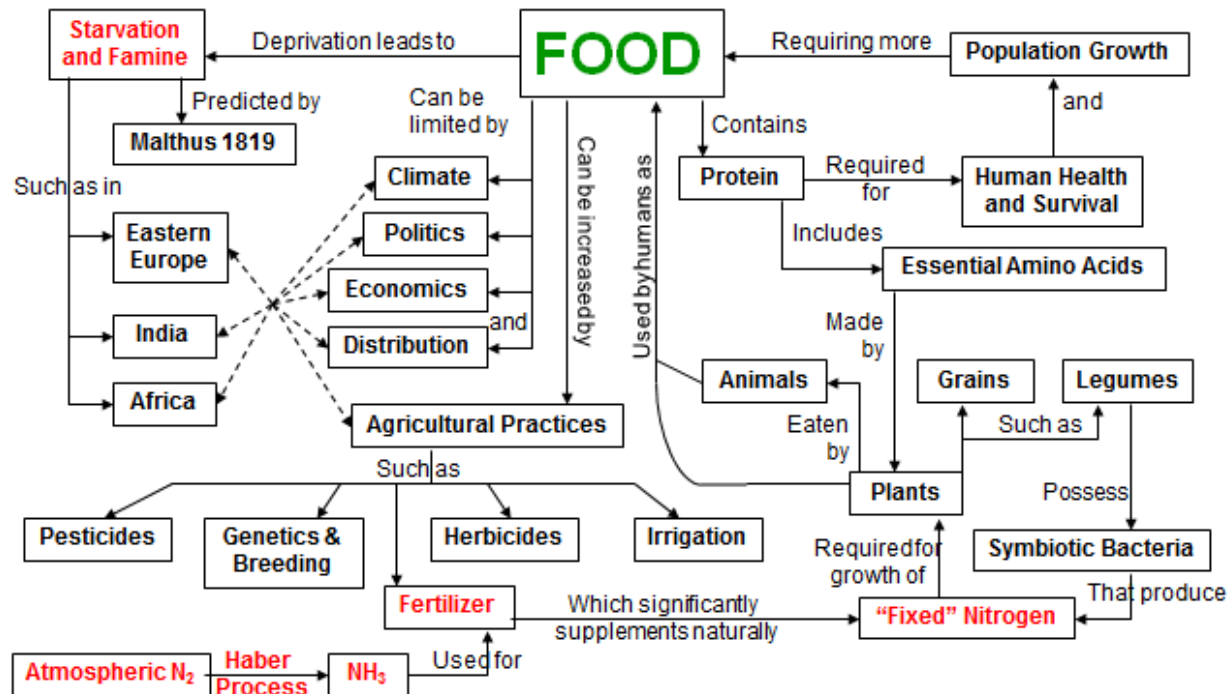 Starvation
and Famine
Deprivation leads to
FOOD
Requiring more
Population Growth
Predicted by
Malthus 1819
Can be
limited by
Contains
and
Such as in
Climate
Can be increased by
Used by humans as
Protein
Required
for
Human Health
and Survival
Eastern
Europe
Politics
Includes
Essential Amino Acids
Economics
India
and
Distribution
Made
by
Africa
Animals
Grains
Legumes
Agricultural Practices
Eaten
by
Such as
Such as
Plants
Possess
Pesticides
Genetics &
Breeding
Herbicides
Irrigation
Required for
growth of
Symbiotic Bacteria
Fertilizer
Which significantly
supplements naturally
“Fixed” Nitrogen
That produce
Atmospheric N₂
Haber
Process
NH₃
Used for